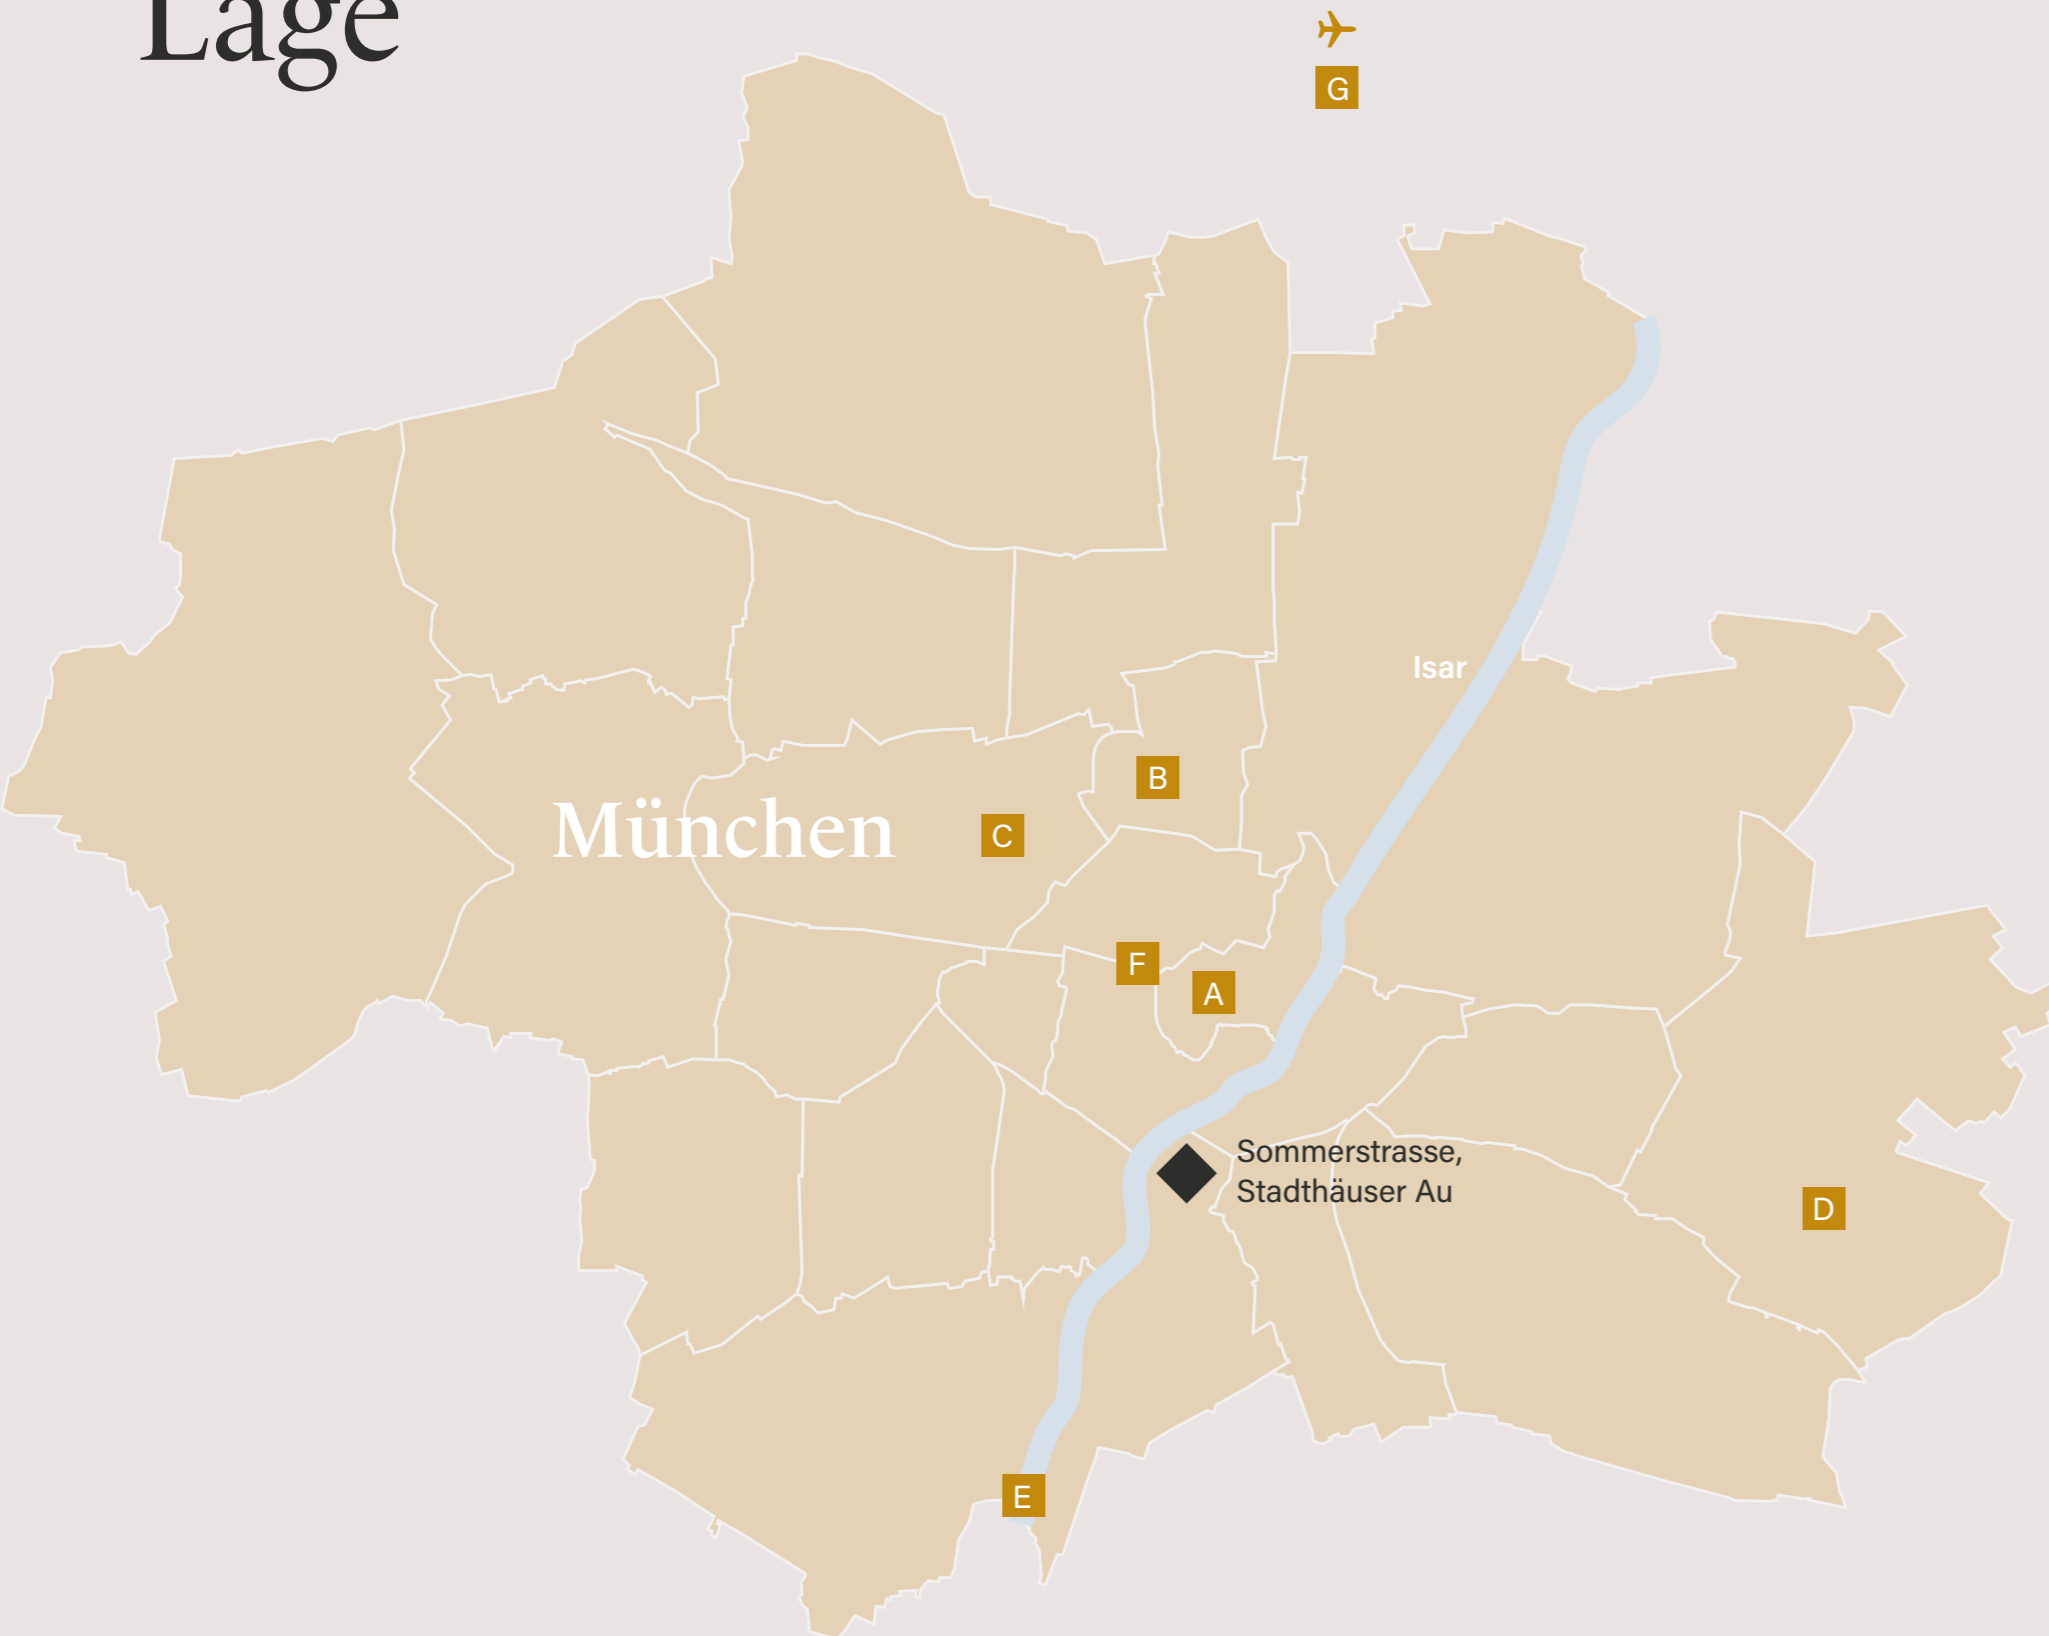 Lage
G
Isar
B
München
C
F
A
Sommerstrasse,
Stadthäuser Au
D
E